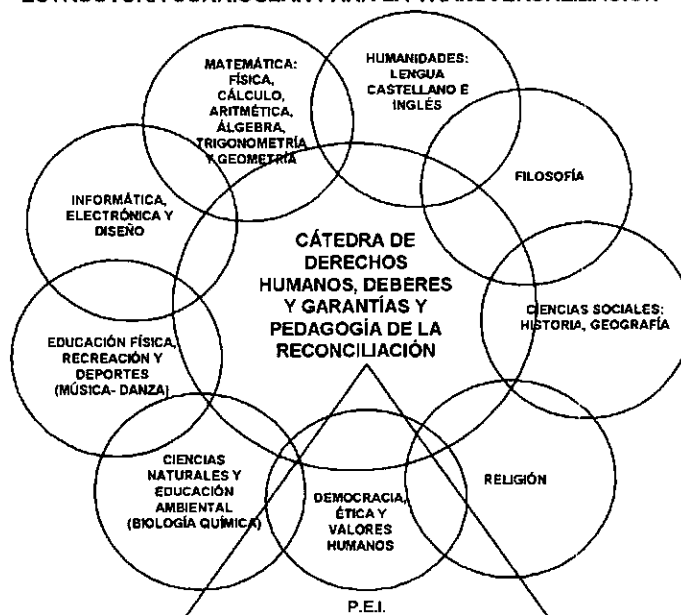 MATEMÁTICA:
FÍSICA,
CÁLCULO,
ARITMÉTICA,
ÁLGEBRA,
TRIGONOMETRÍA
Y GEOMETRÍA
HUMANIDADES:
LENGUA
CASTELLANO E
INGLÉS
FILOSOFÍA
INFORMÁTICA,
ELECTRÓNICA Y
DISEÑO
CÁTEDRA DE
DERECHOS
HUMANOS, DEBERES
Y GARANTÍAS Y
PEDAGOGÍA DE LA
RECONCILIACIÓN
CIENCIAS SOCIALES:
HISTORIA, GEOGRAFÍA
EDUCACIÓN FÍSICA,
RECREACIÓN Y
DEPORTES
(MÚSICA- DANZA)
CIENCIAS
NATURALES Y
EDUCACIÓN
AMBIENTAL
(BIOLOGÍA QUÍMICA)
DEMOCRACIA,
ÉTICA Y
VALORES
HUMANOS
RELIGIÓN
P.E.I.